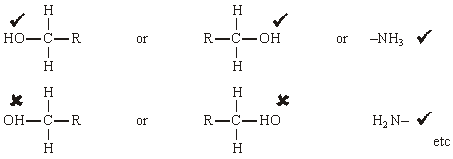 ✔ ✔
H H
HO–C–R or R–C–OH or –NH3 ✔
H H
✘ ✘
H H
OH–C–R or R–C–HO H2N– ✔
H H
etc